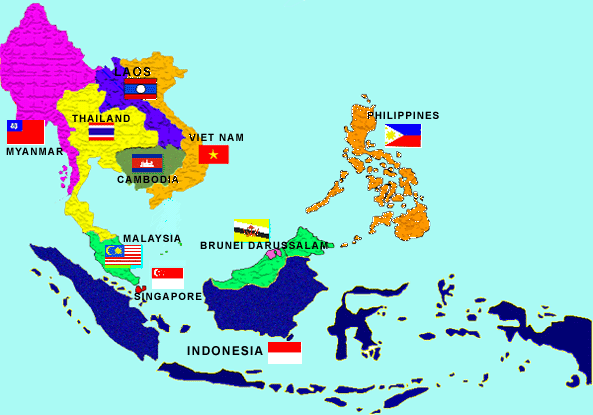 LAOS
THAILAND
PHILIPPINES
VIET NAM
MYANMAR
CAMBODIA
MALAYSIA
BRUNEI DARUSSALAM
SINGAPORE
INDONESIA